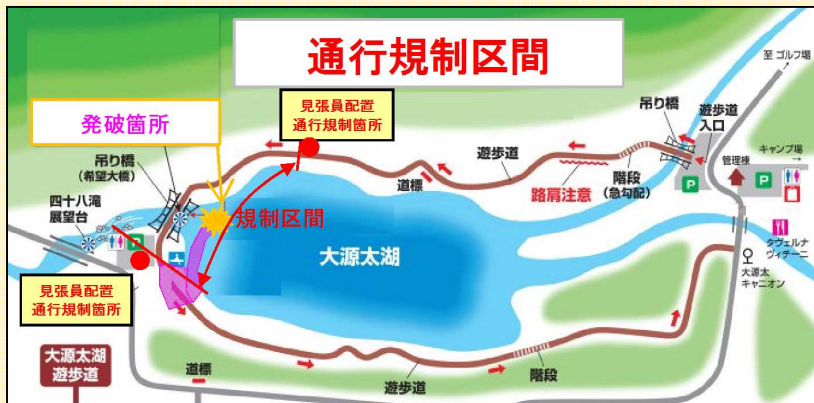 通行規制区間
至 ゴルフ場
見張員配置
通行規制箇所
発破箇所
吊り橋
遊歩道
入口
吊り橋
(希望大橋)
遊歩道
階段
(急勾配)
管理棟
キャンプ場
P
P
道標
路肩注意
四十八滝
展望台
規制区間
P
大源太湖
タヴェルナ
ヴィチーニ
大源太
キャニオン
見張員配置
通行規制箇所
大源太湖
遊歩道
道標
遊歩道
階段